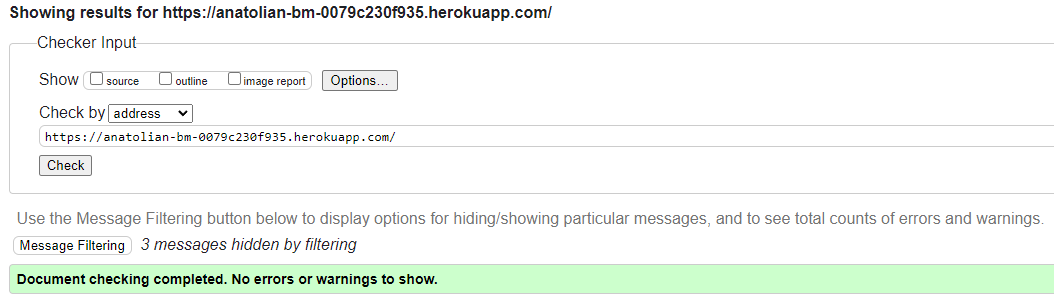 Showing results for https://anatolian-bm-0079c230f935.herokuapp.com/
Checker Input
Show source outline image report Options...
Check by address
https://anatolian-bm-0079c230f935.herokuapp.com/
Check
Use the Message Filtering button below to display options for hiding/showing particular messages, and to see total counts of errors and warnings.
Message Filtering 3 messages hidden by filtering
Document checking completed. No errors or warnings to show.